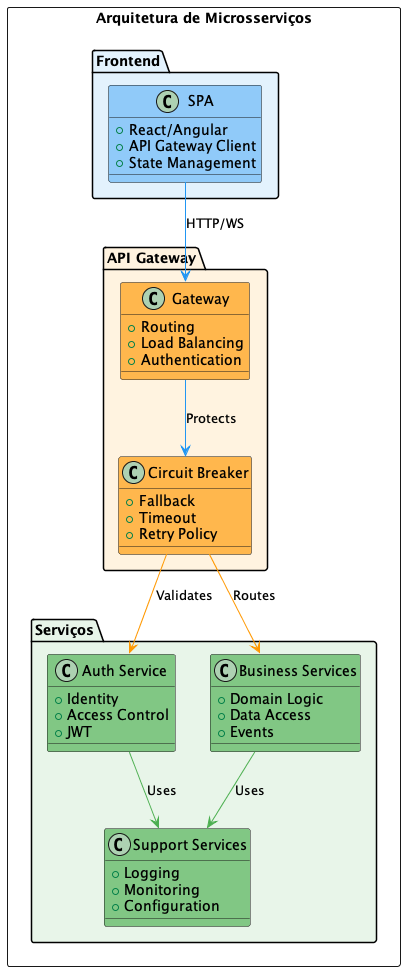 Arquitetura de Microsserviços
Frontend
C SPA
React/Angular
API Gateway Client
State Management
HTTP/WS
API Gateway
C Gateway
Routing
Load Balancing
Authentication
Protects
C Circuit Breaker
Fallback
Timeout
Retry Policy
Validates
Routes
Serviços
C Auth Service
Identity
Access Control
JWT
C Business Services
Domain Logic
Data Access
Events
Uses
Uses
C Support Services
Logging
Monitoring
Configuration